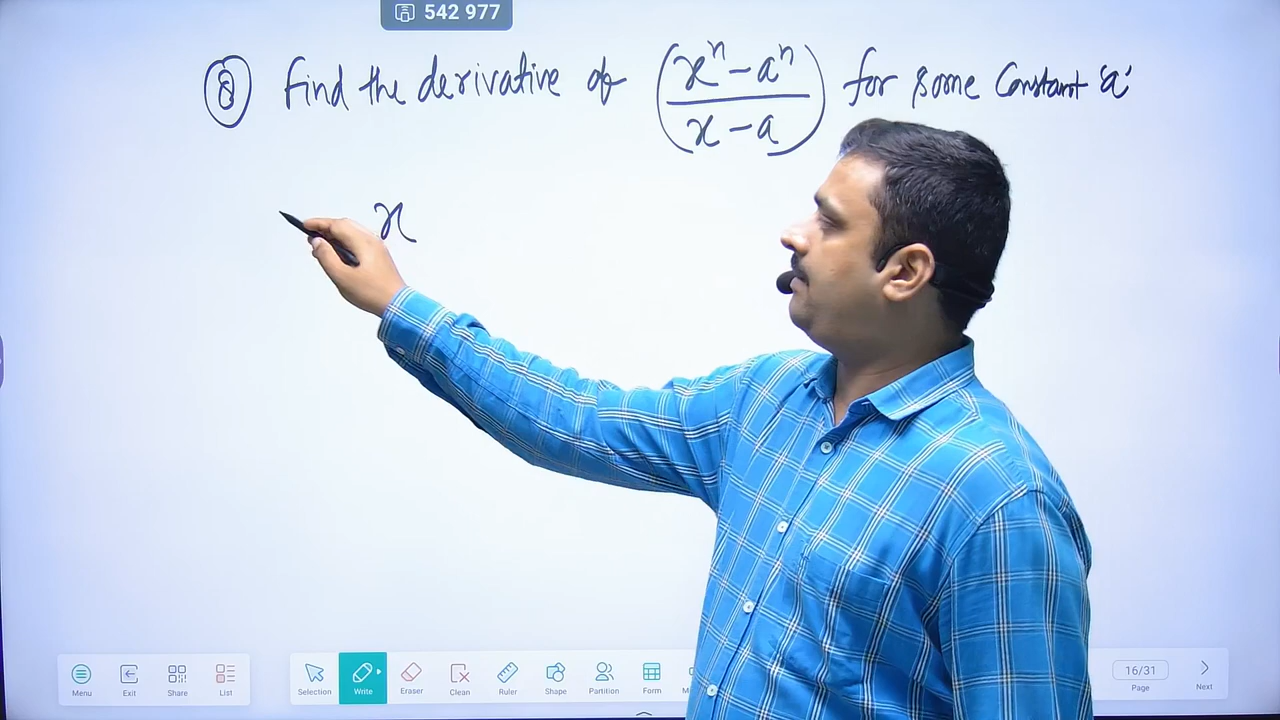 542 977
⑧ Find the derivative of (xⁿ - aⁿ / x - a) for some Constant 'a'
x
Menu Exit Share List Selection Write Eraser Clean Ruler Shape Partition Form 16/31 Page Next